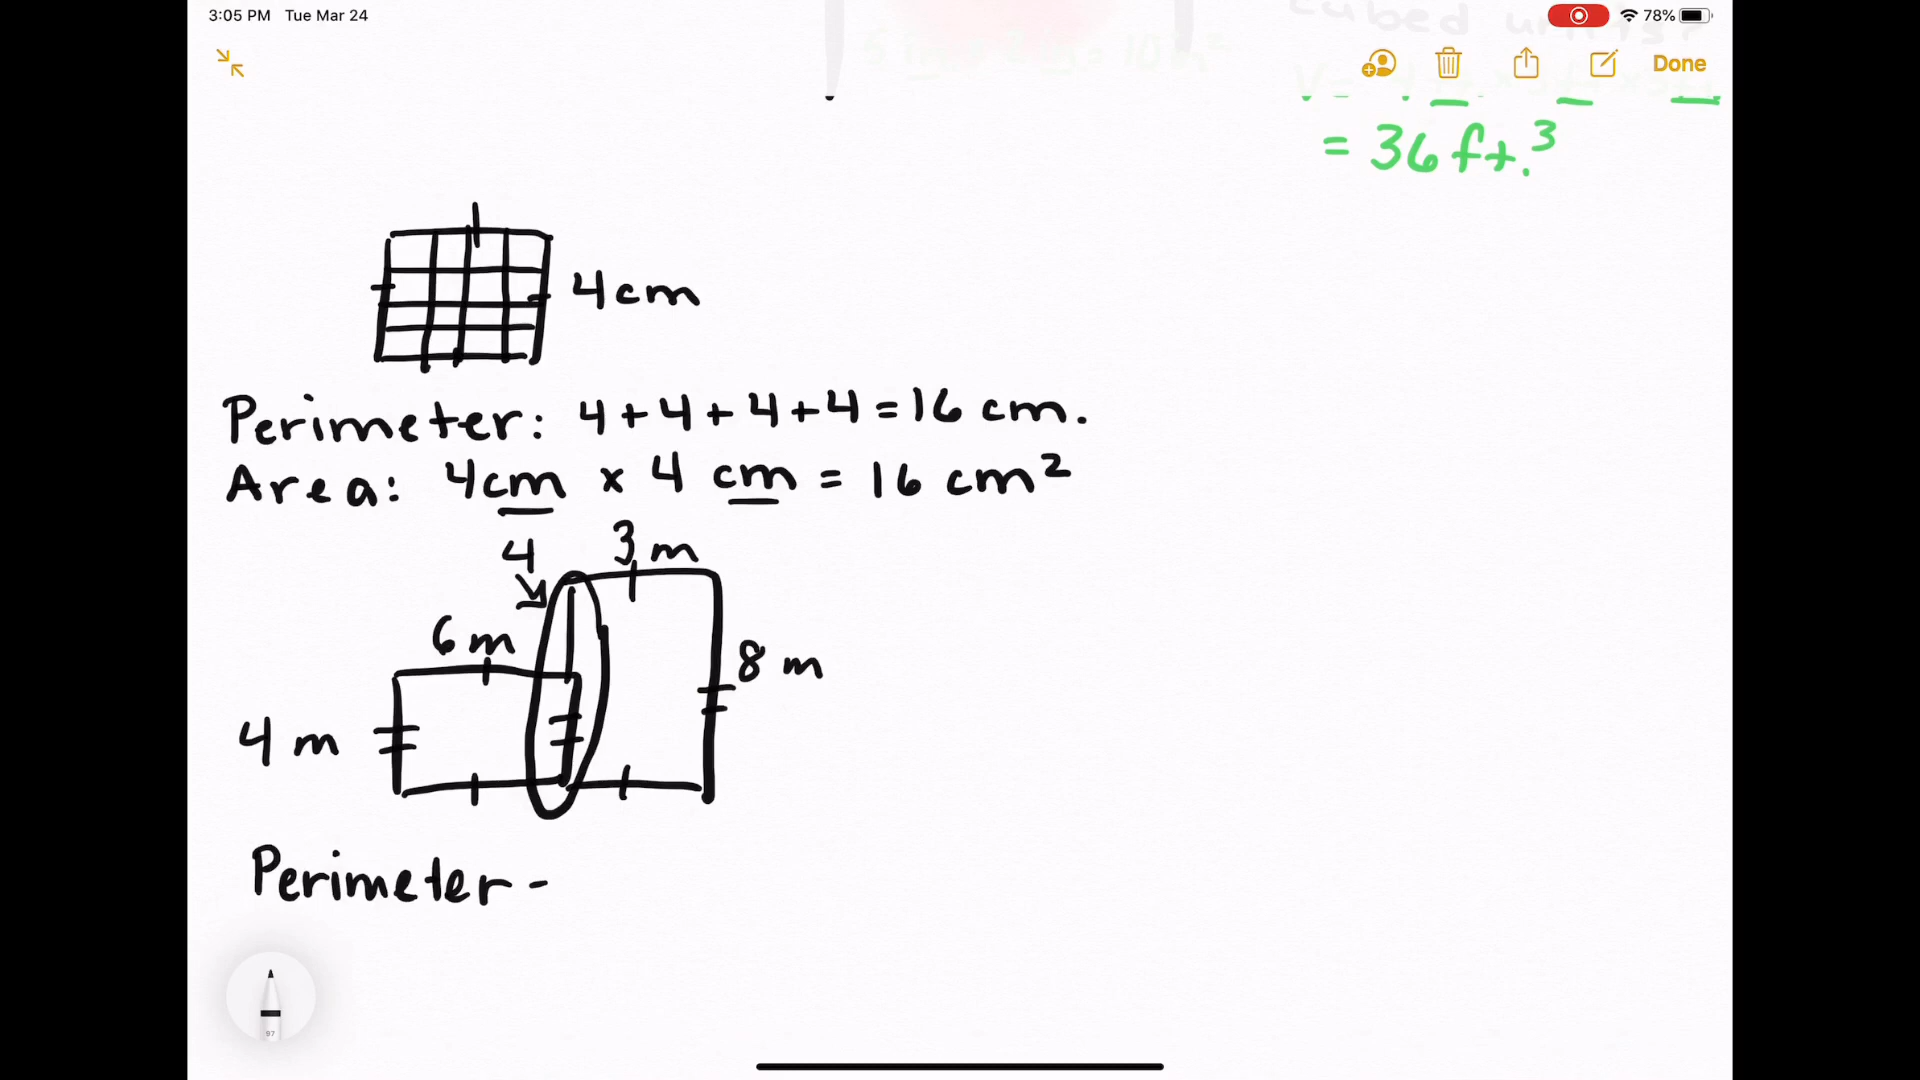 3:05 PM Tue Mar 24
78%
Done
= 36 ft.³
4cm
Perimeter: 4+4+4+4=16 cm.
Area: 4cm x 4 cm = 16 cm²
4
3 m
6 m
8 m
4 m
Perimeter -
97